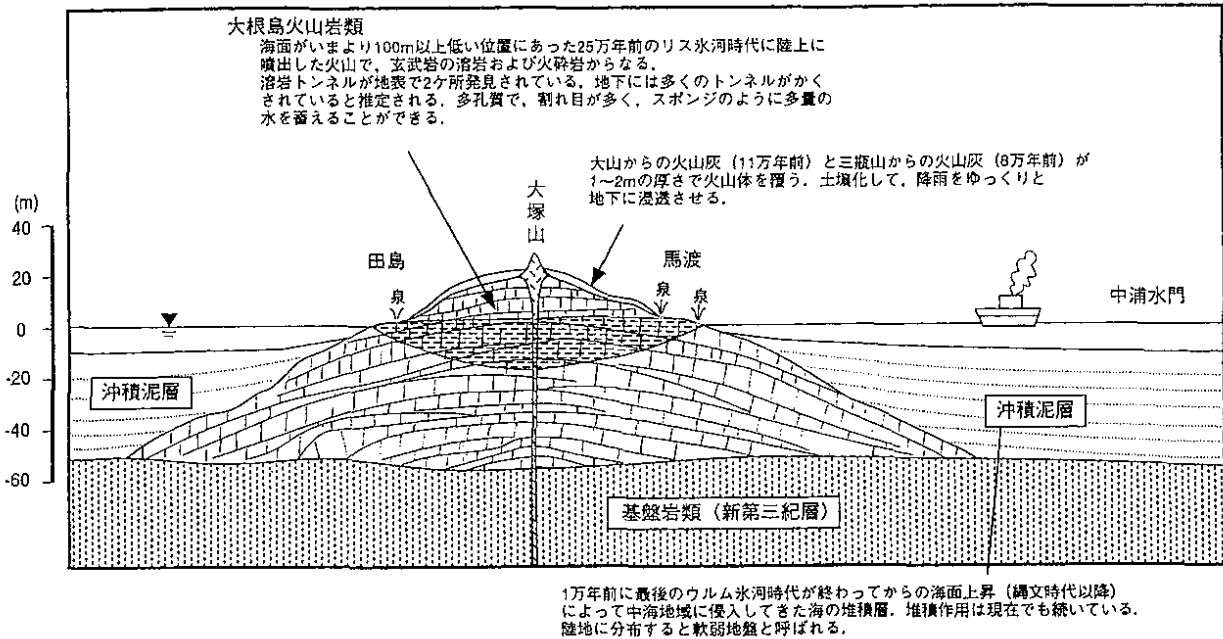 大根島火山岩類
海面がいまより100m以上低い位置にあった25万年前のリス氷河時代に陸上に
噴出した火山で，玄武岩の溶岩および火砕岩からなる．
溶岩トンネルが地表で2ケ所発見されている．地下には多くのトンネルがかく
されていると推定される．多孔質で，割れ目が多く，スポンジのように多量の
水を蓄えることができる．
大山からの火山灰（11万年前）と三瓶山からの火山灰（8万年前）が
1～2mの厚さで火山体を覆う．土壌化して，降雨をゆっくりと
地下に浸透させる．
大塚山
(m)
40
20
0
-20
-40
-60
田島
馬渡
泉
泉
泉
中浦水門
沖積泥層
沖積泥層
基盤岩類（新第三紀層）
1万年前に最後のウルム氷河時代が終わってからの海面上昇（縄文時代以降）
によって中海地域に侵入してきた海の堆積層．堆積作用は現在でも続いている．
陸地に分布すると軟弱地盤と呼ばれる．